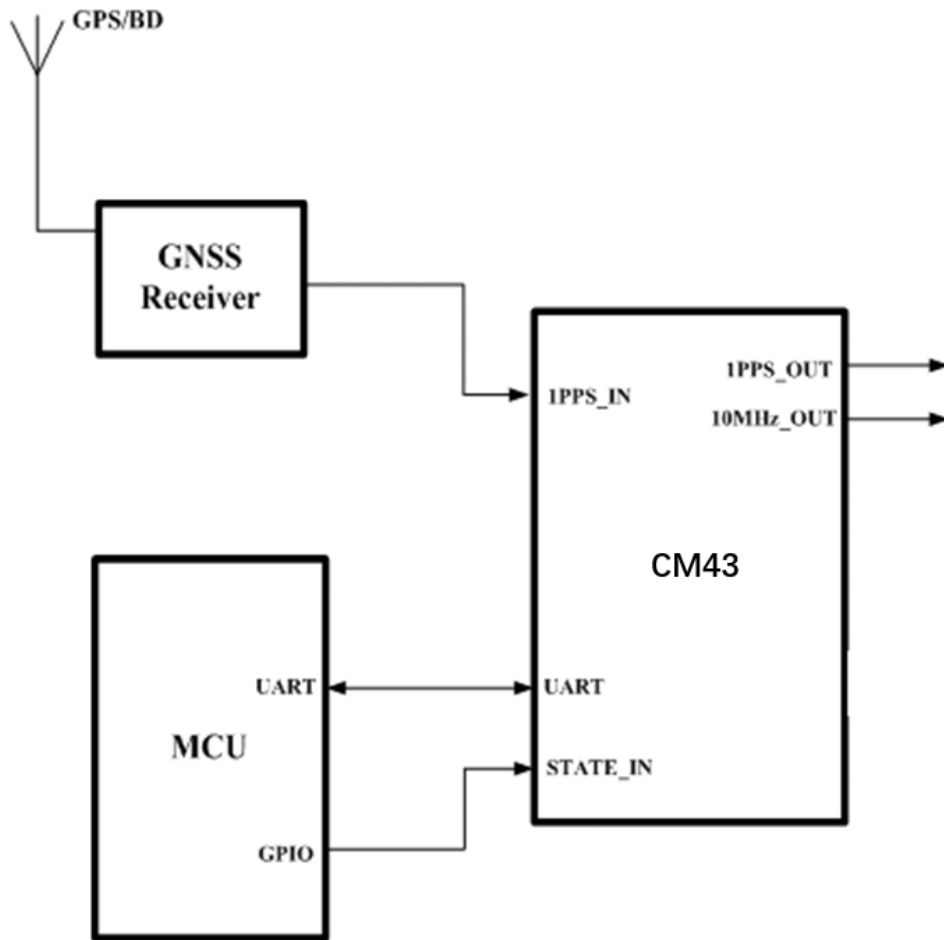 GPS/BD
GNSS
Receiver
1PPS_OUT
1PPS_IN
10MHz_OUT
CM43
UART
UART
MCU
STATE_IN
GPIO